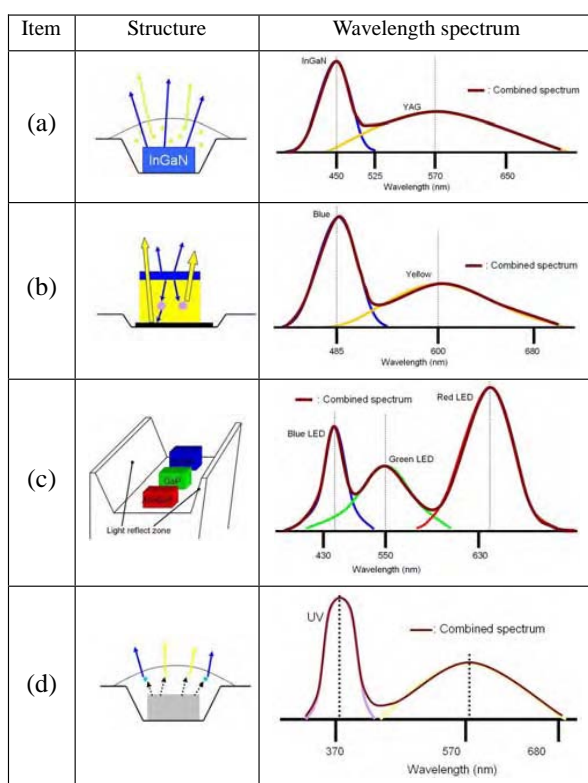 Item Structure Wavelength spectrum
(a)
InGaN
InGaN
YAG
: Combined spectrum
450 525 570 650
Wavelength (nm)
(b)
Blue
Yellow
: Combined spectrum
485 600 680
Wavelength (nm)
(c)
GaP
Light reflect zone
: Combined spectrum
Red LED
Blue LED
Green LED
430 550 630
Wavelength (nm)
(d)
UV
: Combined spectrum
370 570 680
Wavelength (nm)